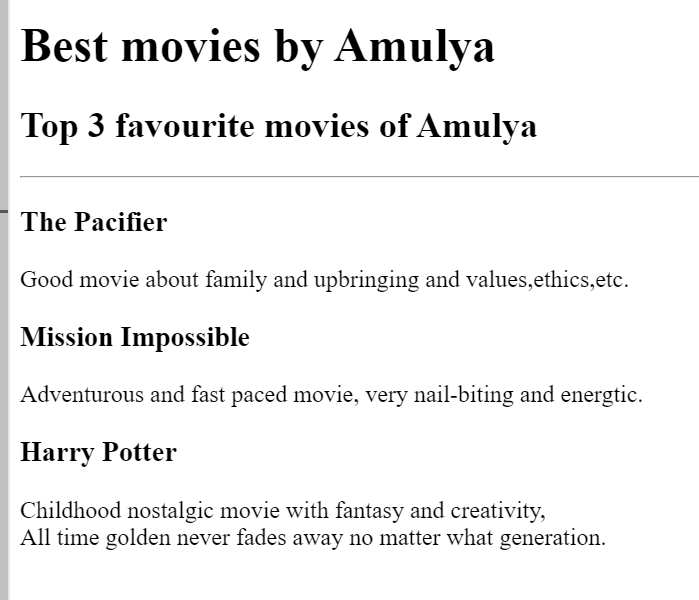 Best movies by Amulya
Top 3 favourite movies of Amulya
The Pacifier
Good movie about family and upbringing and values,ethics,etc.
Mission Impossible
Adventurous and fast paced movie, very nail-biting and energtic.
Harry Potter
Childhood nostalgic movie with fantasy and creativity,
All time golden never fades away no matter what generation.